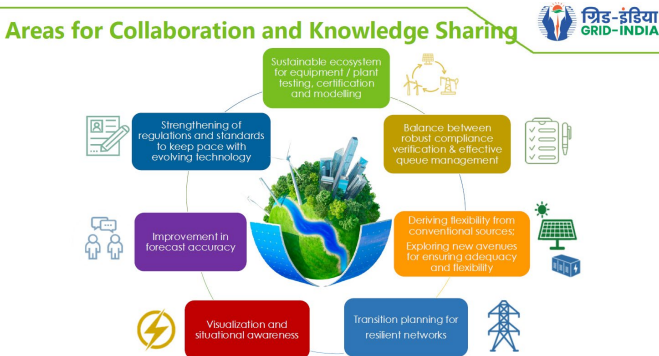 Areas for Collaboration and Knowledge Sharing
ग्रिड-इंडिया
GRID-INDIA
Sustainable ecosystem
for equipment / plant
testing, certification
and modelling
Balance between
robust compliance
verification & effective
queue management
Deriving flexibility from
conventional sources;
Exploring new avenues
for ensuring adequacy
and flexibility
Transition planning for
resilient networks
Visualization and
situational awareness
Improvement in
forecast accuracy
Strengthening of
regulations and standards
to keep pace with
evolving technology